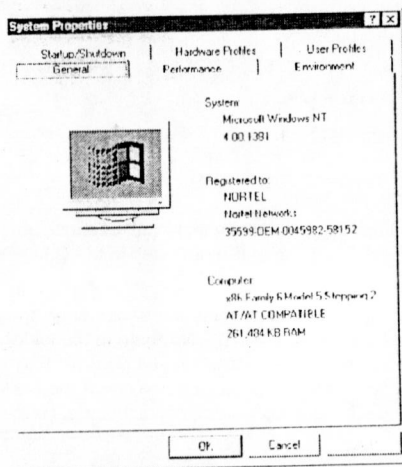 System Properties
Startup/Shutdown Hardware Profiles User Profiles
General Performance Environment
System:
Microsoft Windows NT
4.00.1381
Registered to:
NORTEL
Nortel Networks
35599-OEM-0045982-58152
Computer:
x86 Family 6 Model 5 Stepping 2
AT/AT COMPATIBLE
261,484 KB RAM
OK Cancel